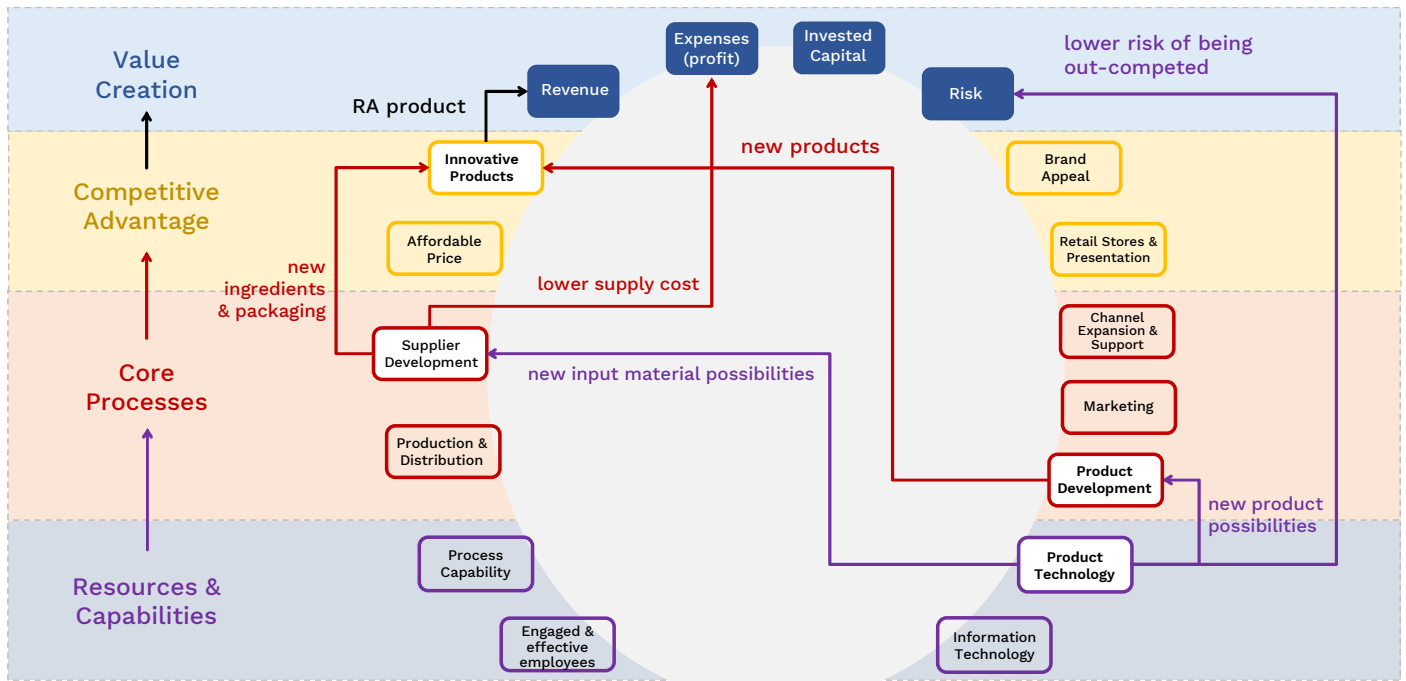 Value
Creation
Competitive
Advantage
Core
Processes
Resources &
Capabilities
RA product
Revenue
Expenses
(profit)
Invested
Capital
Risk
lower risk of being
out-competed
Innovative
Products
new products
Brand
Appeal
Affordable
Price
Retail Stores &
Presentation
new
ingredients
& packaging
lower supply cost
Supplier
Development
new input material possibilities
Channel
Expansion &
Support
Marketing
Production &
Distribution
Product
Development
new product
possibilities
Process
Capability
Product
Technology
Engaged &
effective
employees
Information
Technology